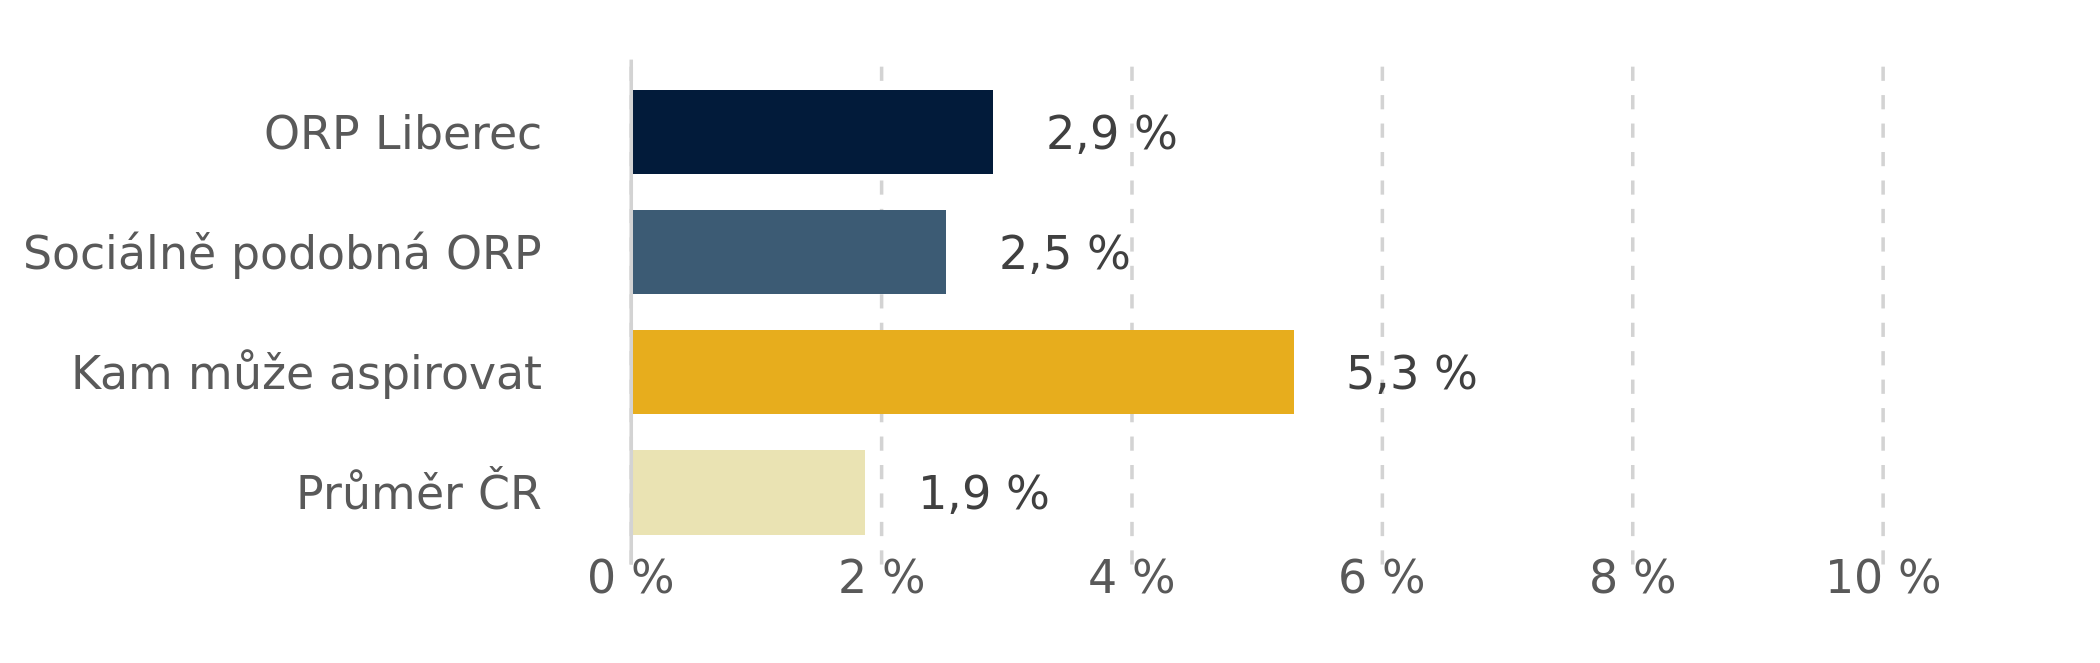 ORP Liberec 2,9 %
Sociálně podobná ORP 2,5 %
Kam může aspirovat 5,3 %
Průměr ČR 1,9 %
0 % 2 % 4 % 6 % 8 % 10 %